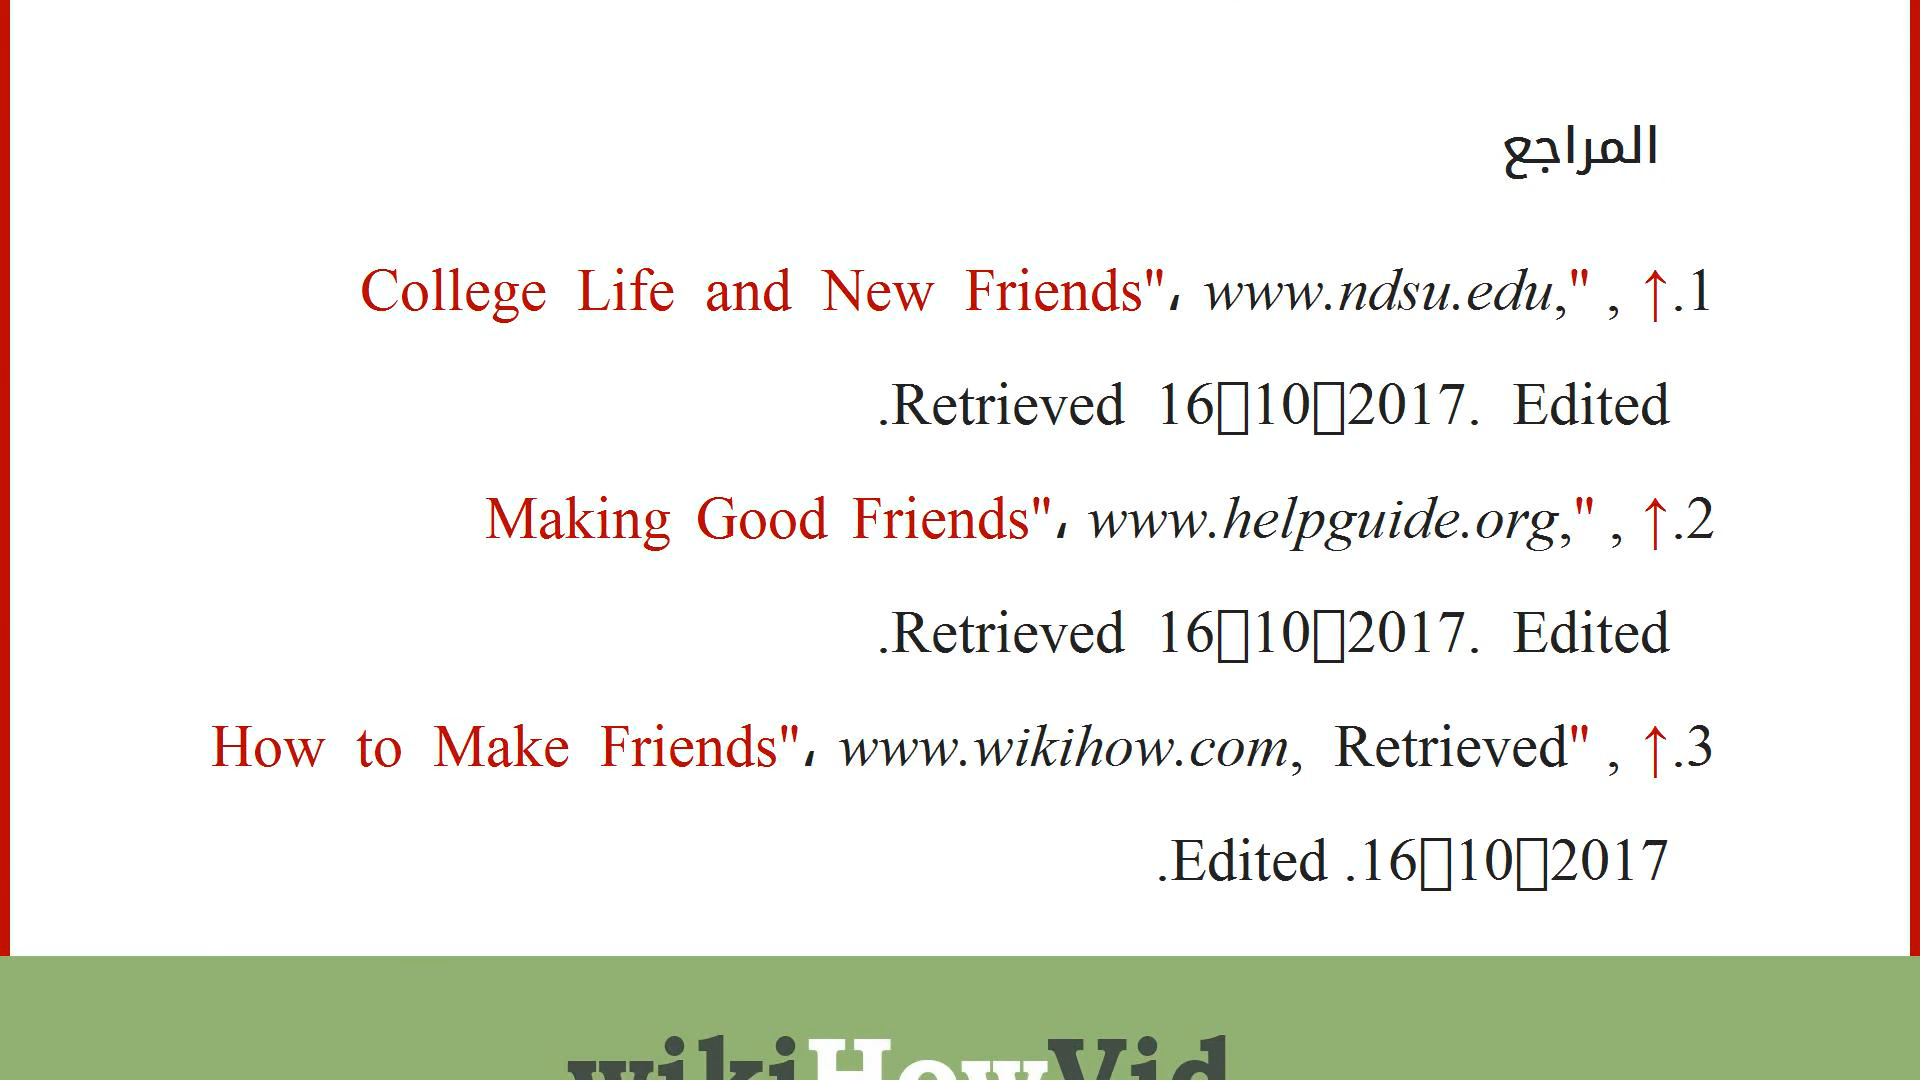 المراجع
1.↑ , "College Life and New Friends"، www.ndsu.edu,
Retrieved 16▯10▯2017. Edited.
2.↑ , "Making Good Friends"، www.helpguide.org,
Retrieved 16▯10▯2017. Edited.
3.↑ , "How to Make Friends"، www.wikihow.com, Retrieved
16▯10▯2017. Edited.
wikiHowVid